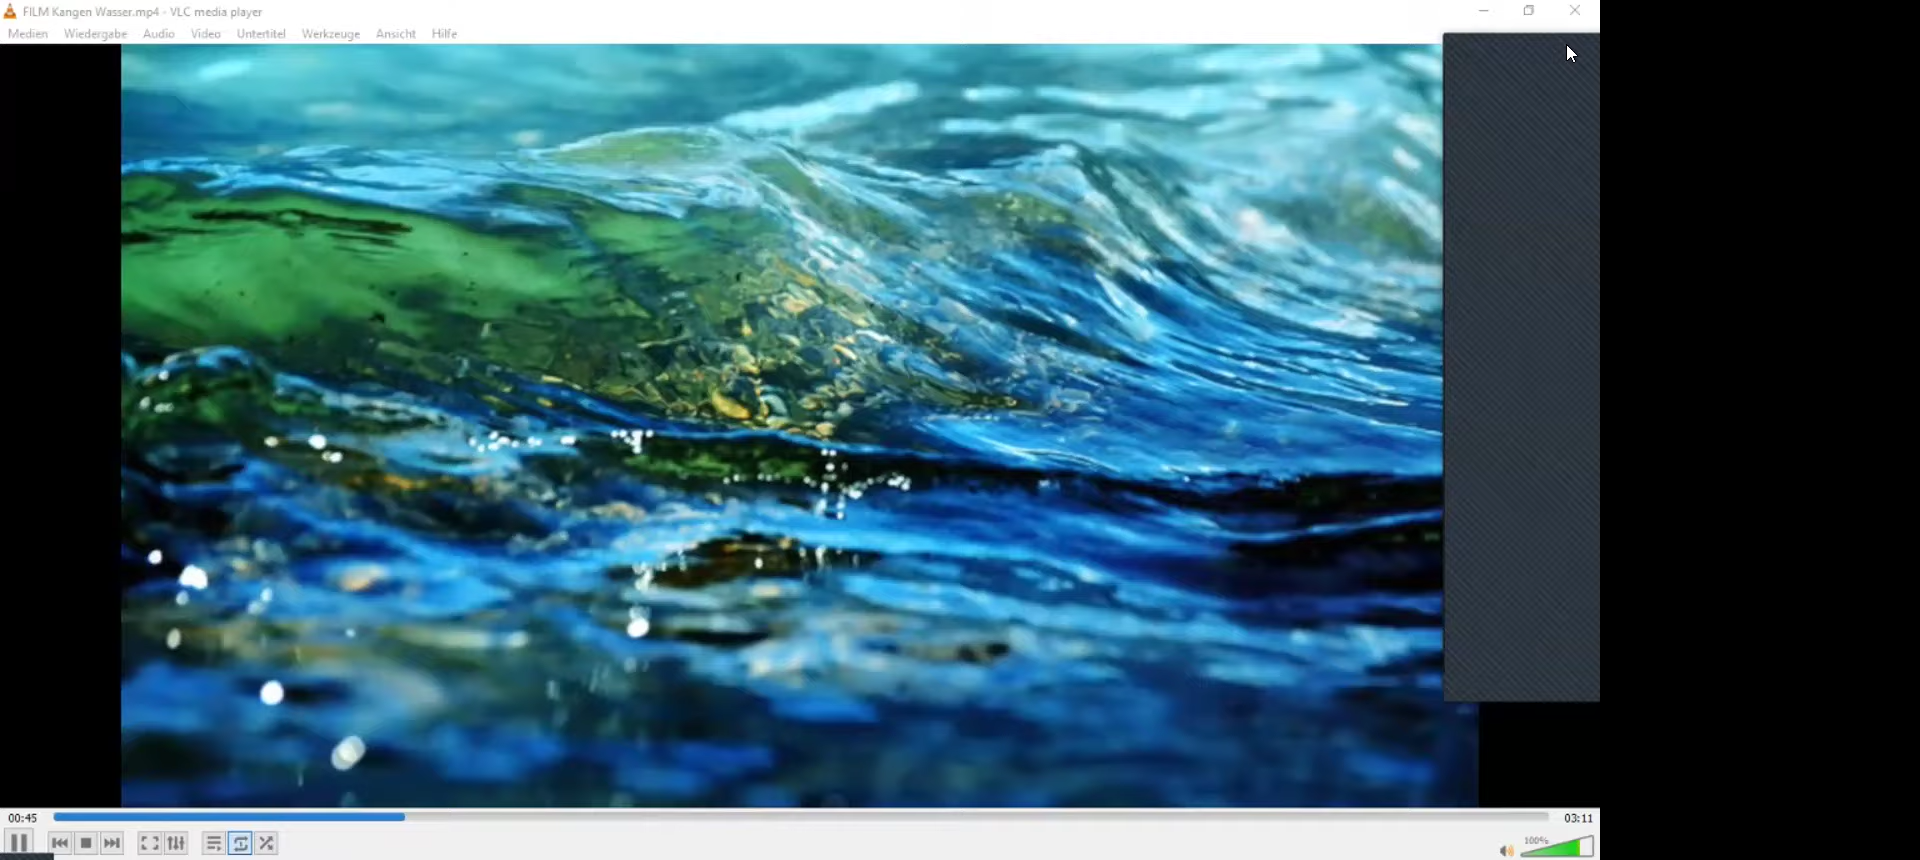 FILM Kangen Wasser.mp4 - VLC media player
Medien Wiedergabe Audio Video Untertitel Werkzeuge Ansicht Hilfe
00:45 03:11
100%